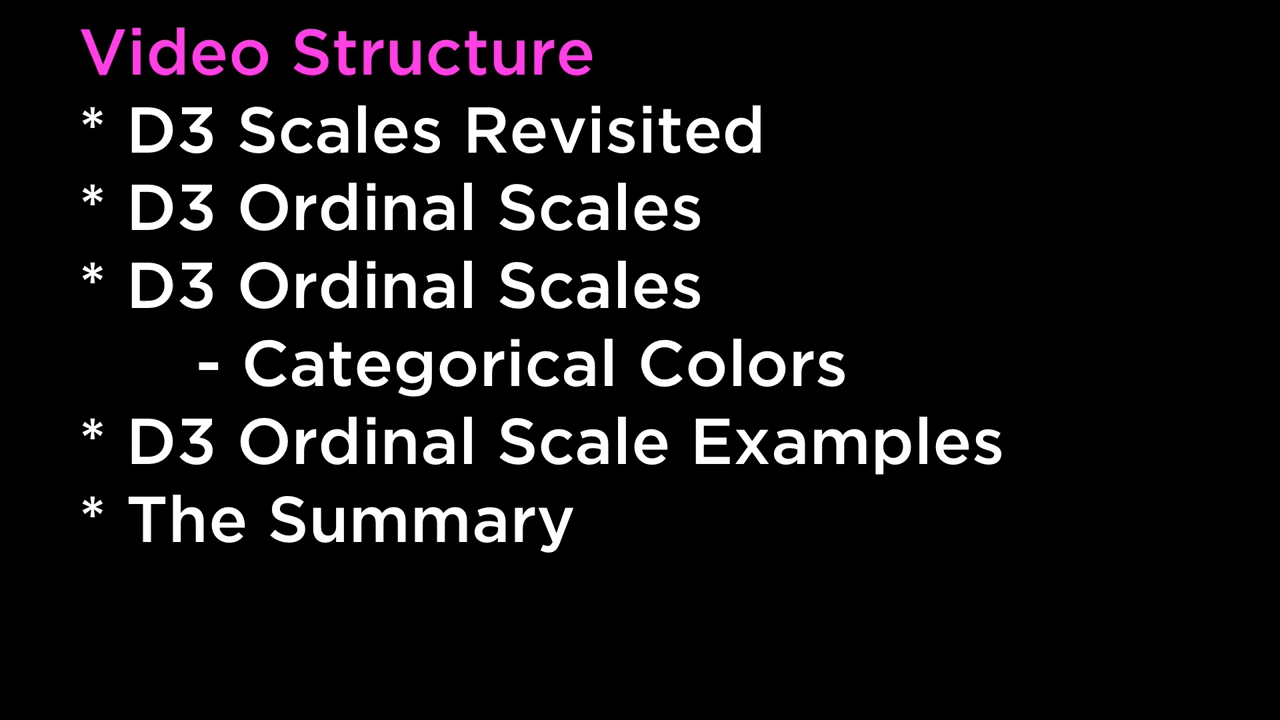 Video Structure
* D3 Scales Revisited
* D3 Ordinal Scales
* D3 Ordinal Scales
- Categorical Colors
* D3 Ordinal Scale Examples
* The Summary